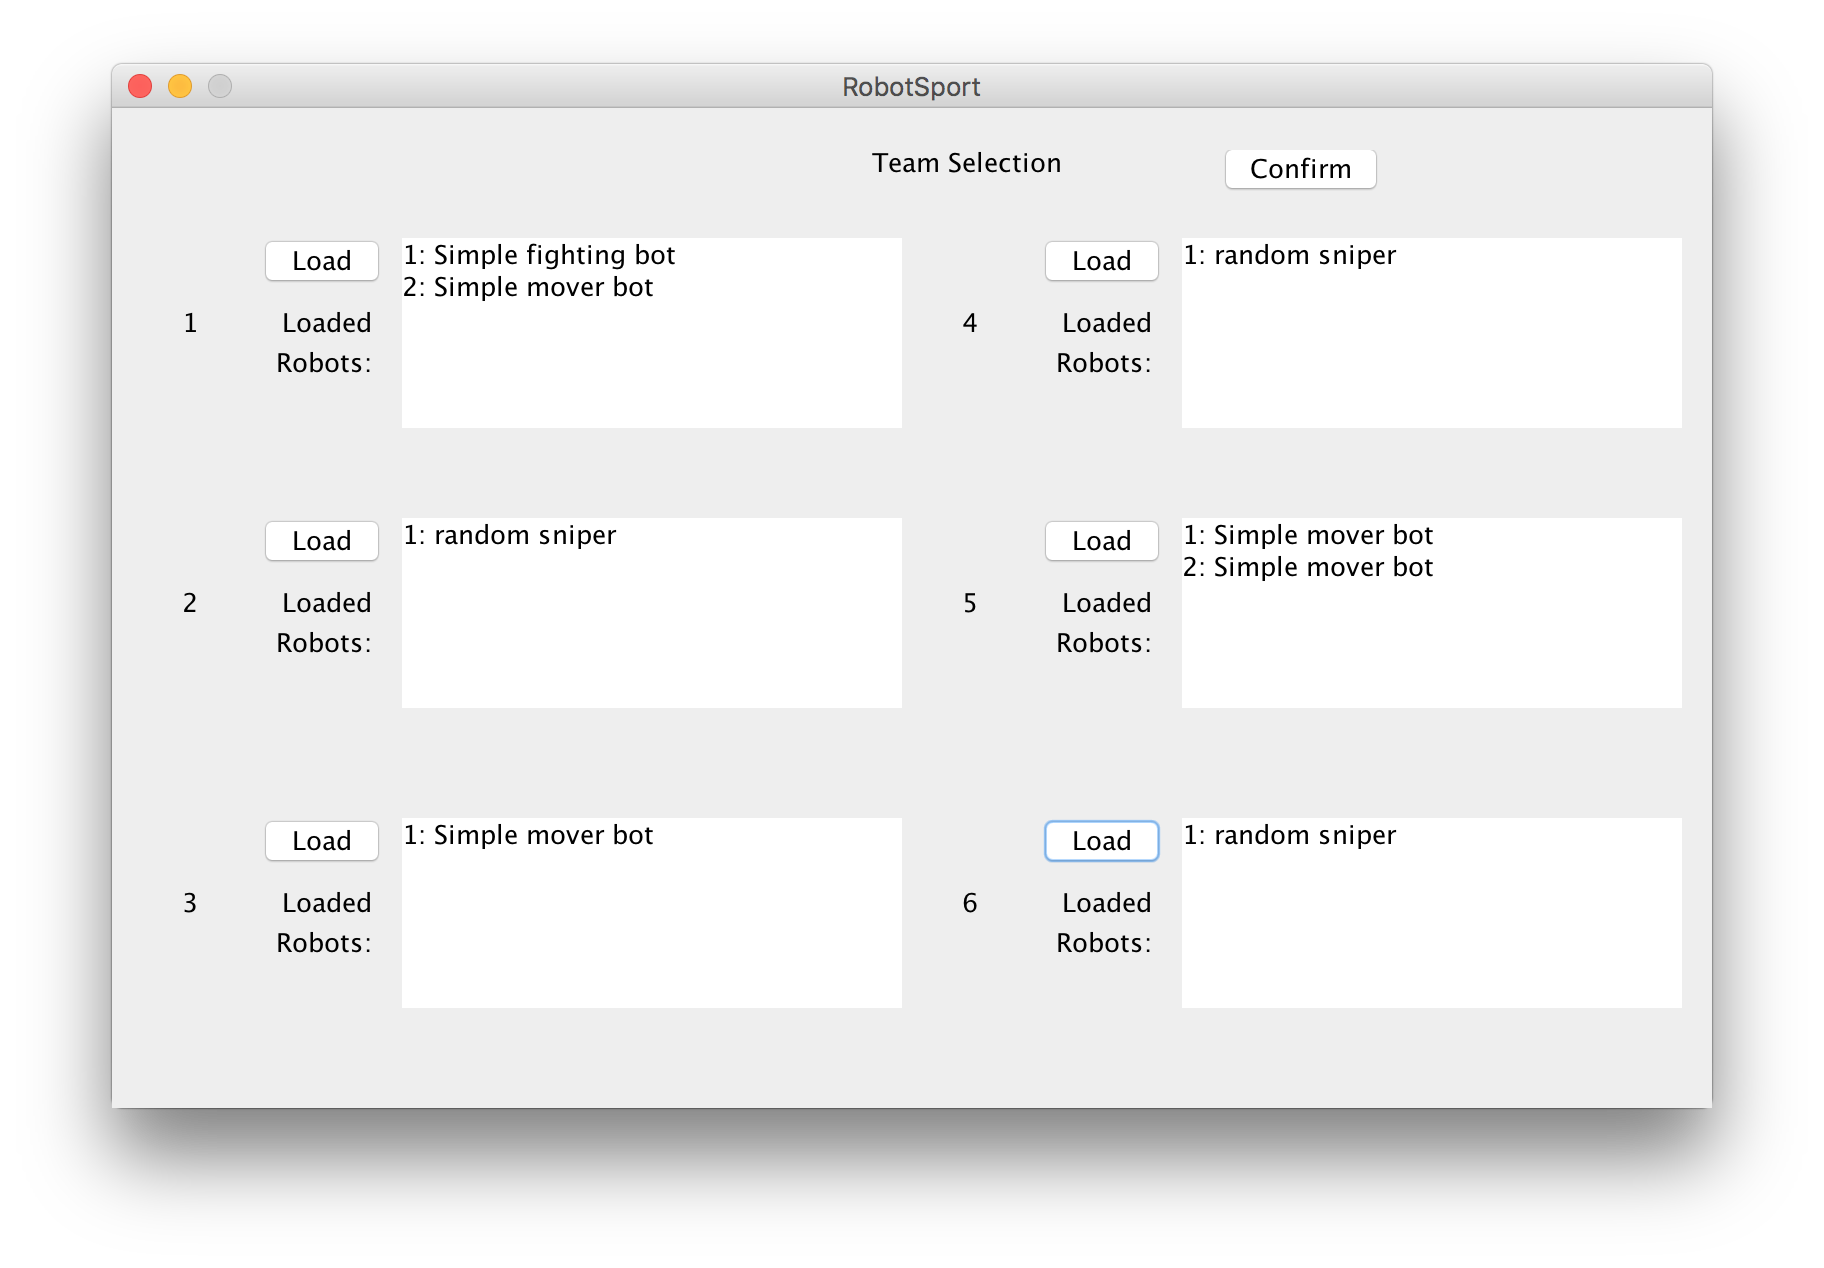 RobotSport
Team Selection
Confirm
Load
1: Simple fighting bot
2: Simple mover bot
1
Loaded
Robots:
Load
1: random sniper
4
Loaded
Robots:
Load
1: random sniper
2
Loaded
Robots:
Load
1: Simple mover bot
2: Simple mover bot
5
Loaded
Robots:
Load
1: Simple mover bot
3
Loaded
Robots:
Load
1: random sniper
6
Loaded
Robots: